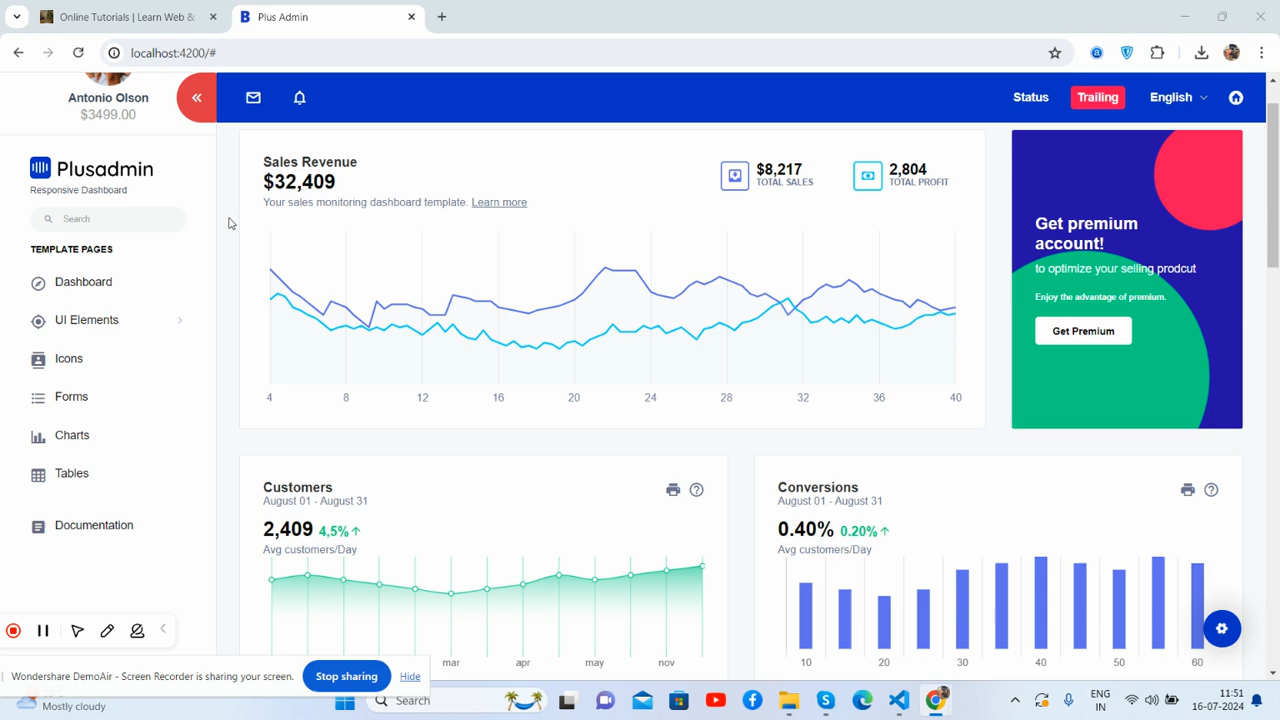 Online Tutorials | Learn Web &
Plus Admin
localhost:4200/#
Antonio Olson
$3499.00
Status
Trailing
English
Plusadmin
Responsive Dashboard
Search
TEMPLATE PAGES
Dashboard
UI Elements
Icons
Forms
Charts
Tables
Documentation
Sales Revenue
$32,409
Your sales monitoring dashboard template. Learn more
$8,217
TOTAL SALES
2,804
TOTAL PROFIT
4 8 12 16 20 24 28 32 36 40
Get premium
account!
to optimize your selling prodcut
Enjoy the advantage of premium.
Get Premium
Customers
August 01 - August 31
2,409 4,5%
Avg customers/Day
mar apr may nov
Conversions
August 01 - August 31
0.40% 0.20%
Avg customers/Day
10 20 30 40 50 60
Wondershare DemoAir - Screen Recorder is sharing your screen.
Stop sharing
Hide
Mostly cloudy
Search
ENG
IN
11:51
16-07-2024